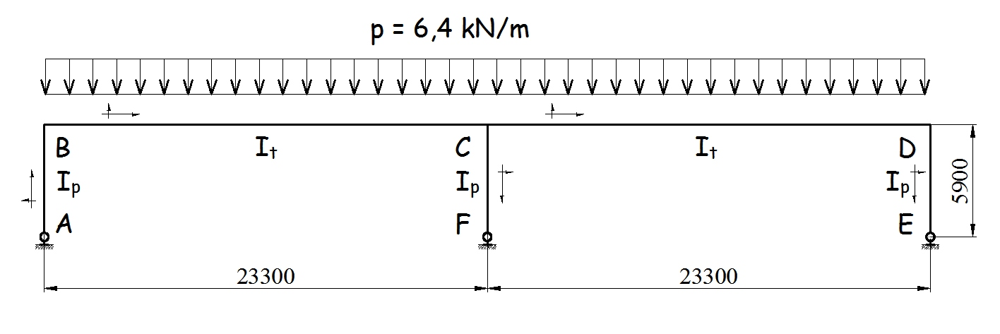 p = 6,4 kN/m
B It C It D
Ip Ip Ip 5900
A F E
23300 23300